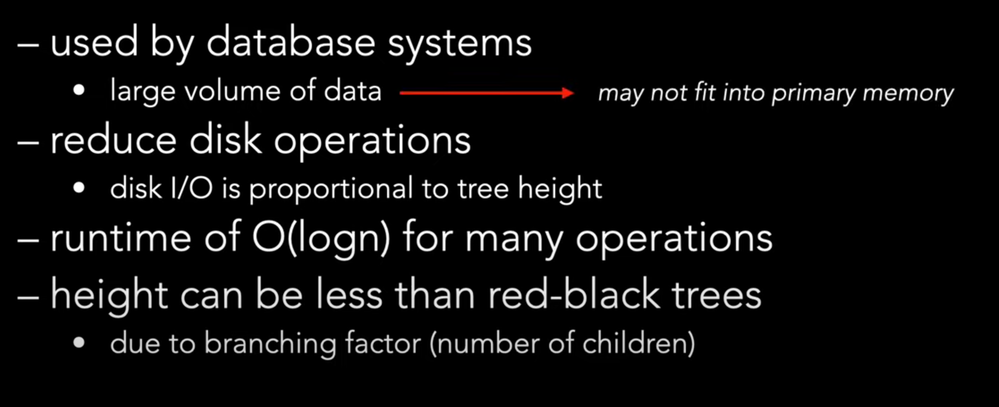 – used by database systems
• large volume of data → may not fit into primary memory
– reduce disk operations
• disk I/O is proportional to tree height
– runtime of O(logn) for many operations
– height can be less than red-black trees
• due to branching factor (number of children)